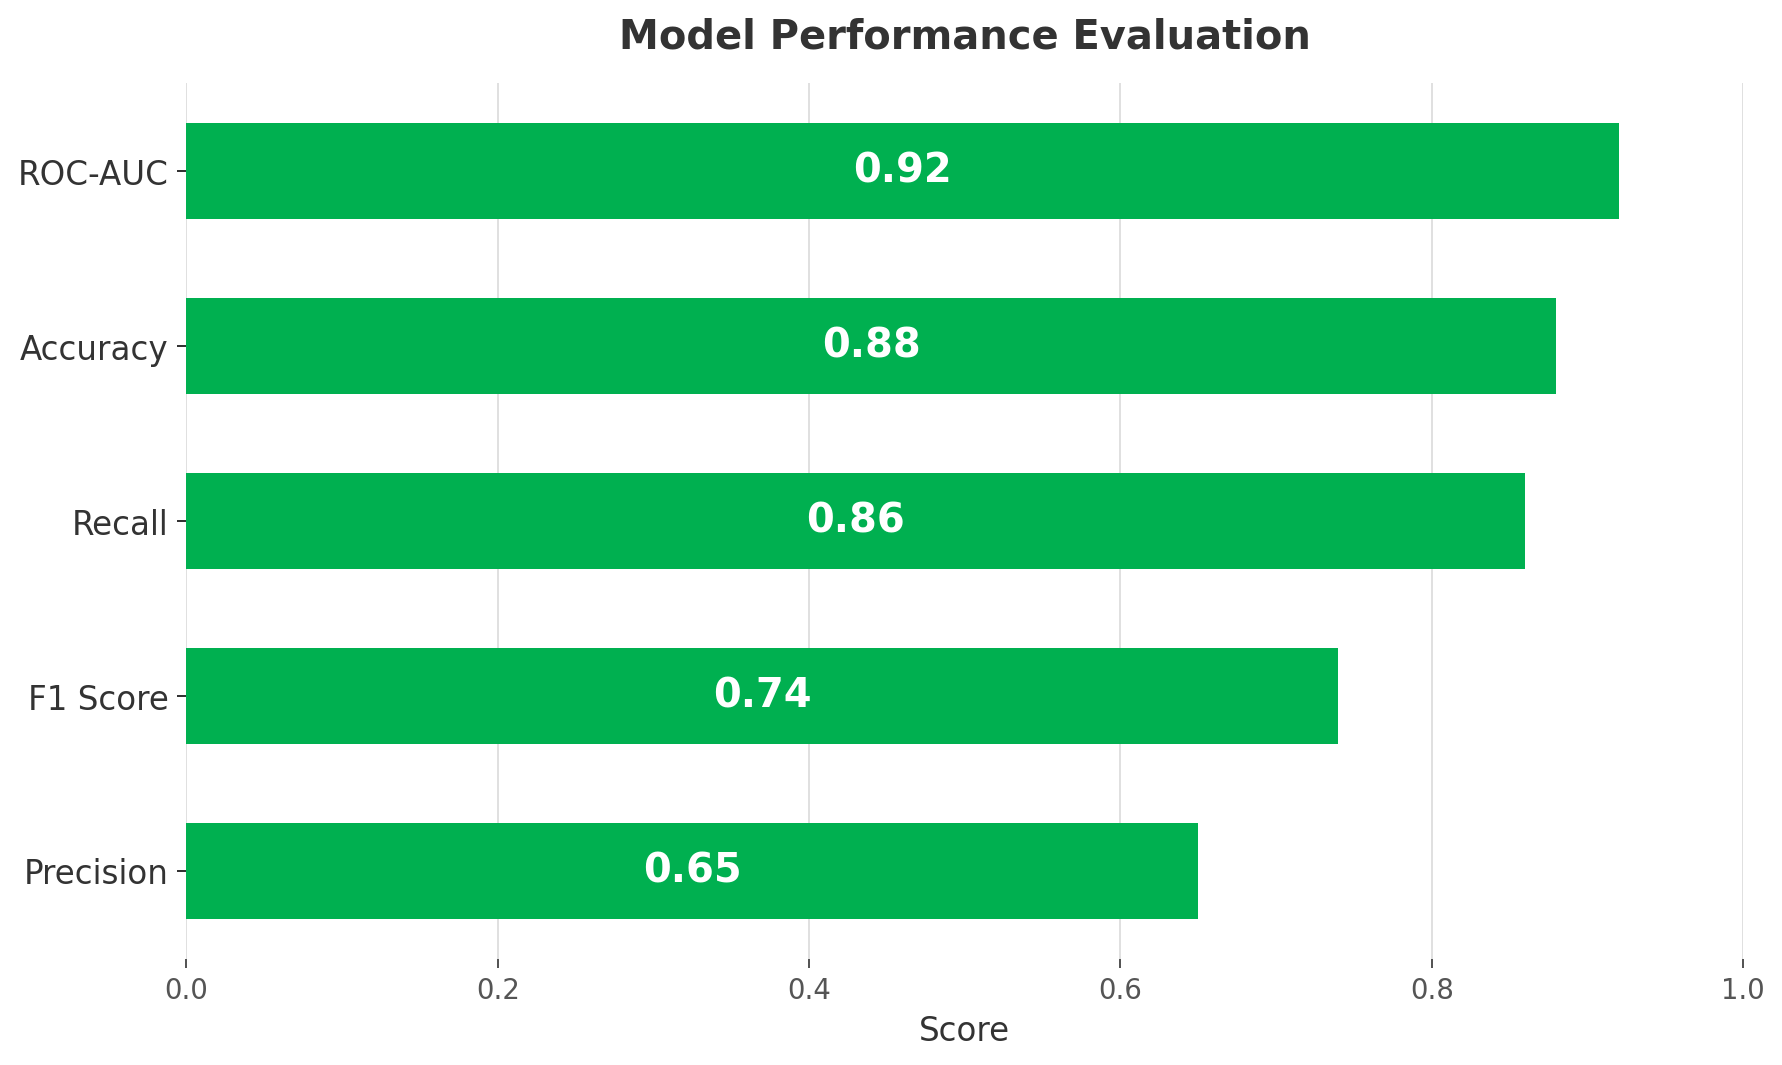 Model Performance Evaluation
ROC-AUC
0.92
Accuracy
0.88
Recall
0.86
F1 Score
0.74
Precision
0.65
0.0 0.2 0.4 0.6 0.8 1.0
Score